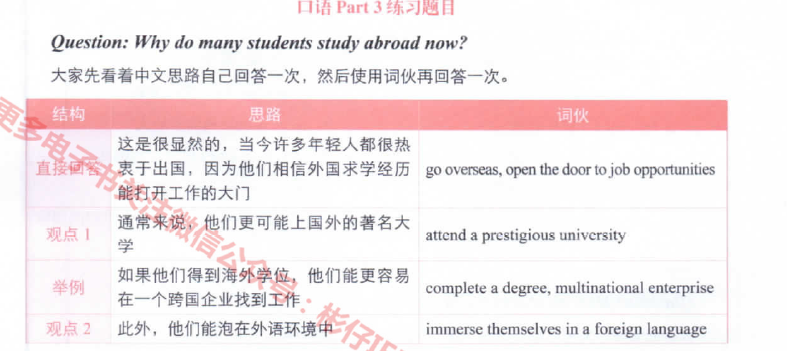 口语 Part 3 练习题目
Question: Why do many students study abroad now?
大家先看着中文思路自己回答一次，然后使用词伙再回答一次。
结构 思路 词伙
直接回答 这是很显然的，当今许多年轻人都很热 go overseas, open the door to job opportunities
衷于出国，因为他们相信外国求学经历
能打开工作的大门
观点 1 通常来说，他们更可能上国外的著名大 attend a prestigious university
学
举例 如果他们得到海外学位，他们能更容易 complete a degree, multinational enterprise
在一个跨国企业找到工作
观点 2 此外，他们能泡在外语环境中 immerse themselves in a foreign language
更多电子书关注微信公众号：彬仔